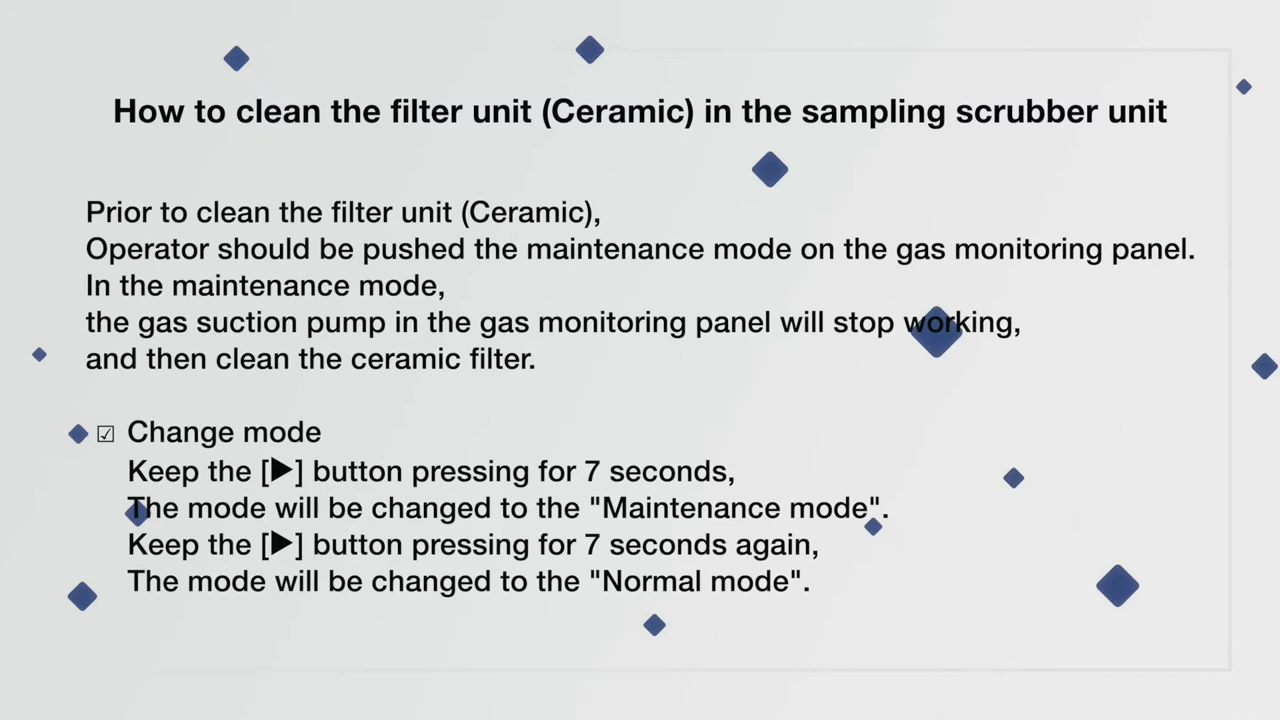 How to clean the filter unit (Ceramic) in the sampling scrubber unit
Prior to clean the filter unit (Ceramic),
Operator should be pushed the maintenance mode on the gas monitoring panel.
In the maintenance mode,
the gas suction pump in the gas monitoring panel will stop working,
and then clean the ceramic filter.
☑ Change mode
Keep the [▶] button pressing for 7 seconds,
The mode will be changed to the "Maintenance mode".
Keep the [▶] button pressing for 7 seconds again,
The mode will be changed to the "Normal mode".